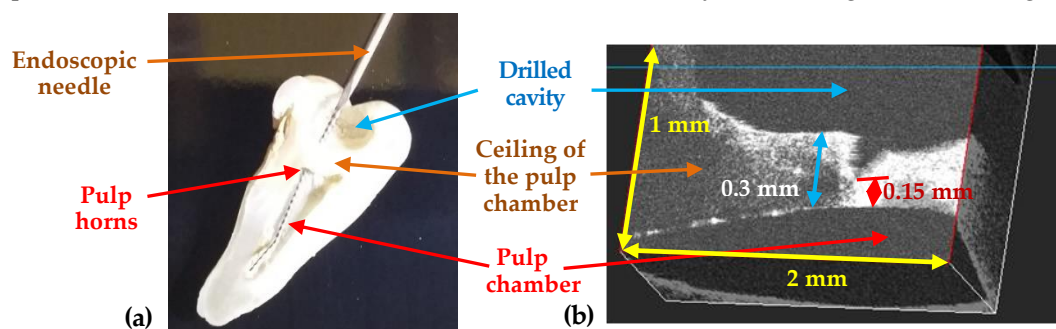 Endoscopic
needle
Drilled
cavity
Ceiling of
the pulp
chamber
Pulp
horns
Pulp
chamber
1 mm
0.3 mm
0.15 mm
2 mm
(a)
(b)